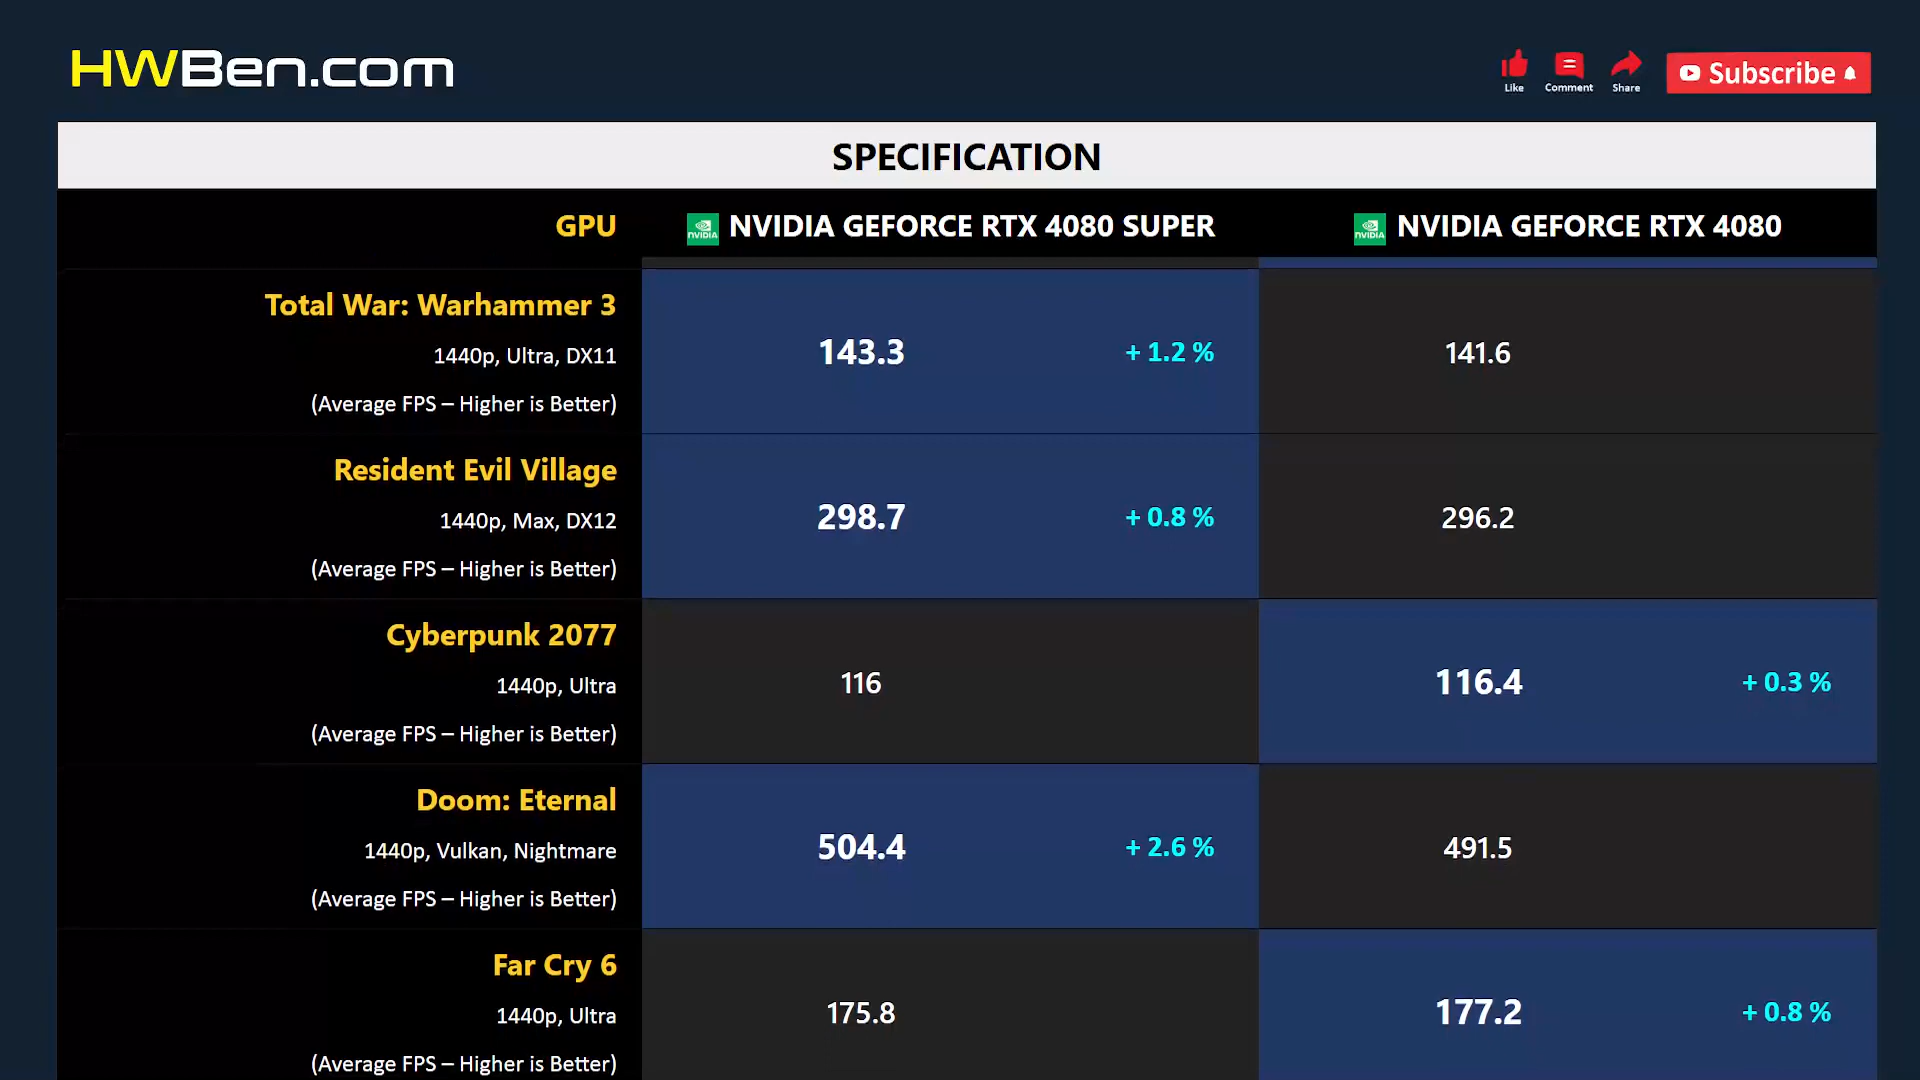 HWBen.com
Like
Comment
Share
Subscribe
SPECIFICATION
GPU
NVIDIA NVIDIA GEFORCE RTX 4080 SUPER
NVIDIA NVIDIA GEFORCE RTX 4080
Total War: Warhammer 3
1440p, Ultra, DX11
(Average FPS – Higher is Better)
143.3
+ 1.2 %
141.6
Resident Evil Village
1440p, Max, DX12
(Average FPS – Higher is Better)
298.7
+ 0.8 %
296.2
Cyberpunk 2077
1440p, Ultra
(Average FPS – Higher is Better)
116
116.4
+ 0.3 %
Doom: Eternal
1440p, Vulkan, Nightmare
(Average FPS – Higher is Better)
504.4
+ 2.6 %
491.5
Far Cry 6
1440p, Ultra
(Average FPS – Higher is Better)
175.8
177.2
+ 0.8 %